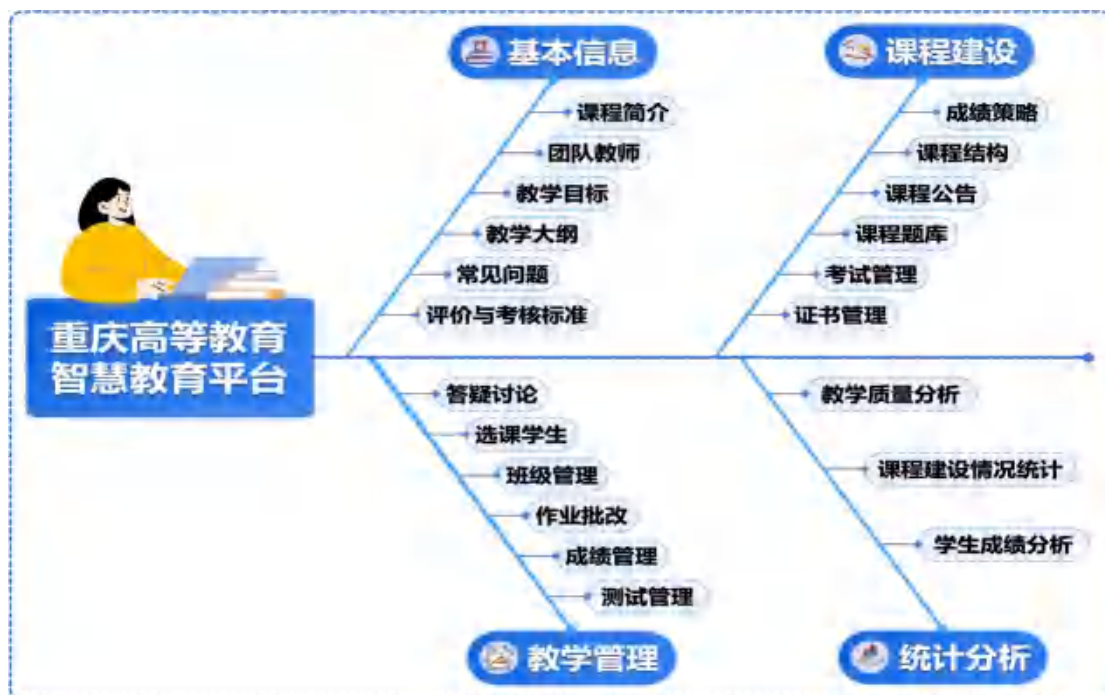 基本信息
课程建设
课程简介
团队教师
教学目标
教学大纲
常见问题
评价与考核标准
成绩策略
课程结构
课程公告
课程题库
考试管理
证书管理
重庆高等教育
智慧教育平台
答疑讨论
选课学生
班级管理
作业批改
成绩管理
测试管理
教学质量分析
课程建设情况统计
学生成绩分析
教学管理
统计分析